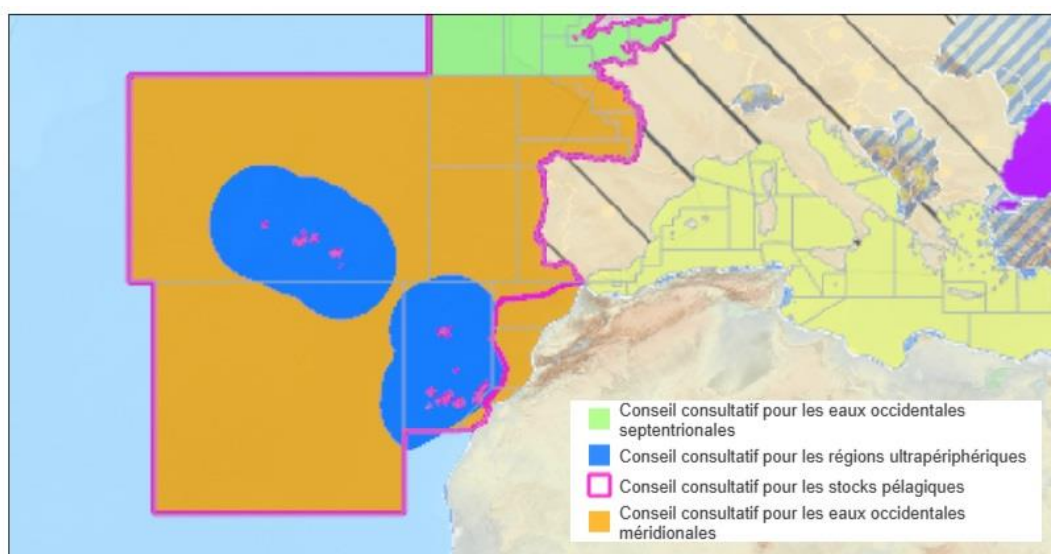 Conseil consultatif pour les eaux occidentales
septentrionales
Conseil consultatif pour les régions ultrapériphériques
Conseil consultatif pour les stocks pélagiques
Conseil consultatif pour les eaux occidentales
méridionales